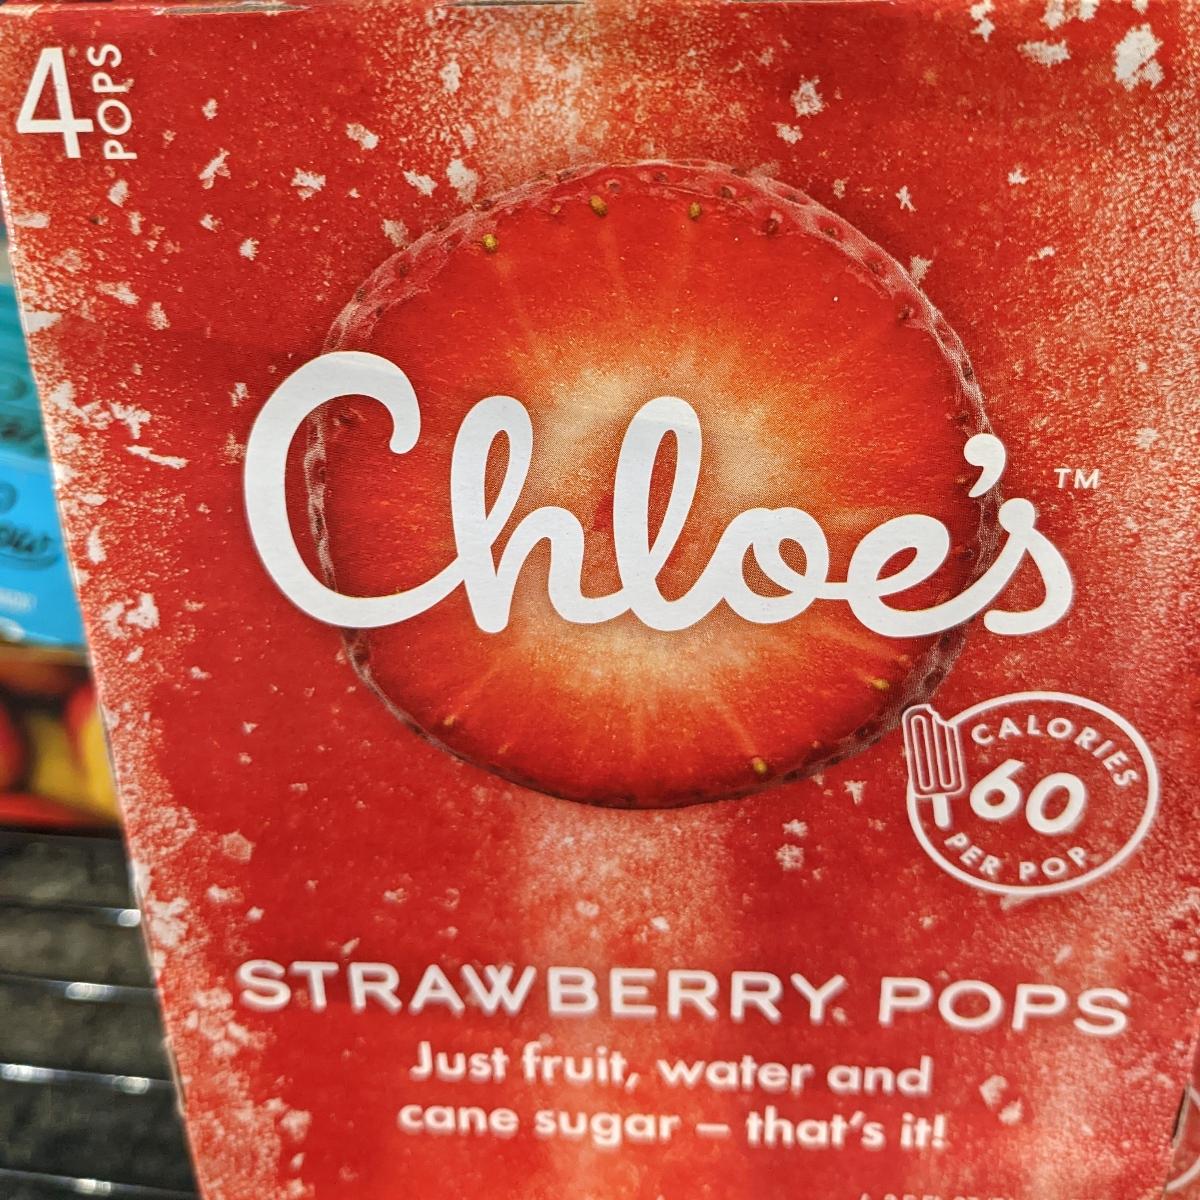 4 POPS
Chloe's™
CALORIES
60
PER POP
STRAWBERRY POPS
Just fruit, water and
cane sugar – that's it!